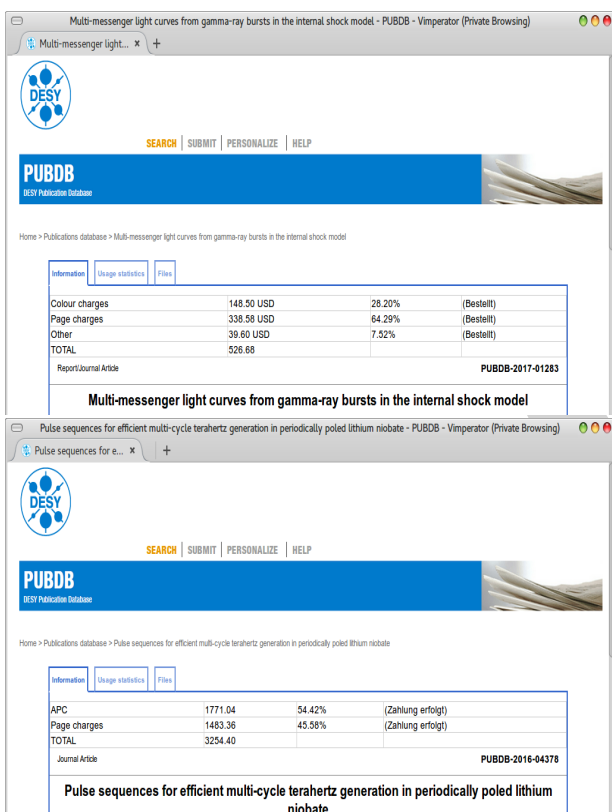 Multi-messenger light curves from gamma-ray bursts in the internal shock model - PUBDB - Vimperator (Private Browsing)
Multi-messenger light... × +
DESY
SEARCH | SUBMIT | PERSONALIZE | HELP
PUBDB
DESY Publication Database
Home > Publications database > Multi-messenger light curves from gamma-ray bursts in the internal shock model
Information Usage statistics Files
Colour charges 148.50 USD 28.20% (Bestellt)
Page charges 338.58 USD 64.29% (Bestellt)
Other 39.60 USD 7.52% (Bestellt)
TOTAL 526.68
Report/Journal Article PUBDB-2017-01283
Multi-messenger light curves from gamma-ray bursts in the internal shock model
Pulse sequences for efficient multi-cycle terahertz generation in periodically poled lithium niobate - PUBDB - Vimperator (Private Browsing)
Pulse sequences for e... × +
DESY
SEARCH | SUBMIT | PERSONALIZE | HELP
PUBDB
DESY Publication Database
Home > Publications database > Pulse sequences for efficient multi-cycle terahertz generation in periodically poled lithium niobate
Information Usage statistics Files
APC 1771.04 54.42% (Zahlung erfolgt)
Page charges 1483.36 45.58% (Zahlung erfolgt)
TOTAL 3254.40
Journal Article PUBDB-2016-04378
Pulse sequences for efficient multi-cycle terahertz generation in periodically poled lithium
niobate